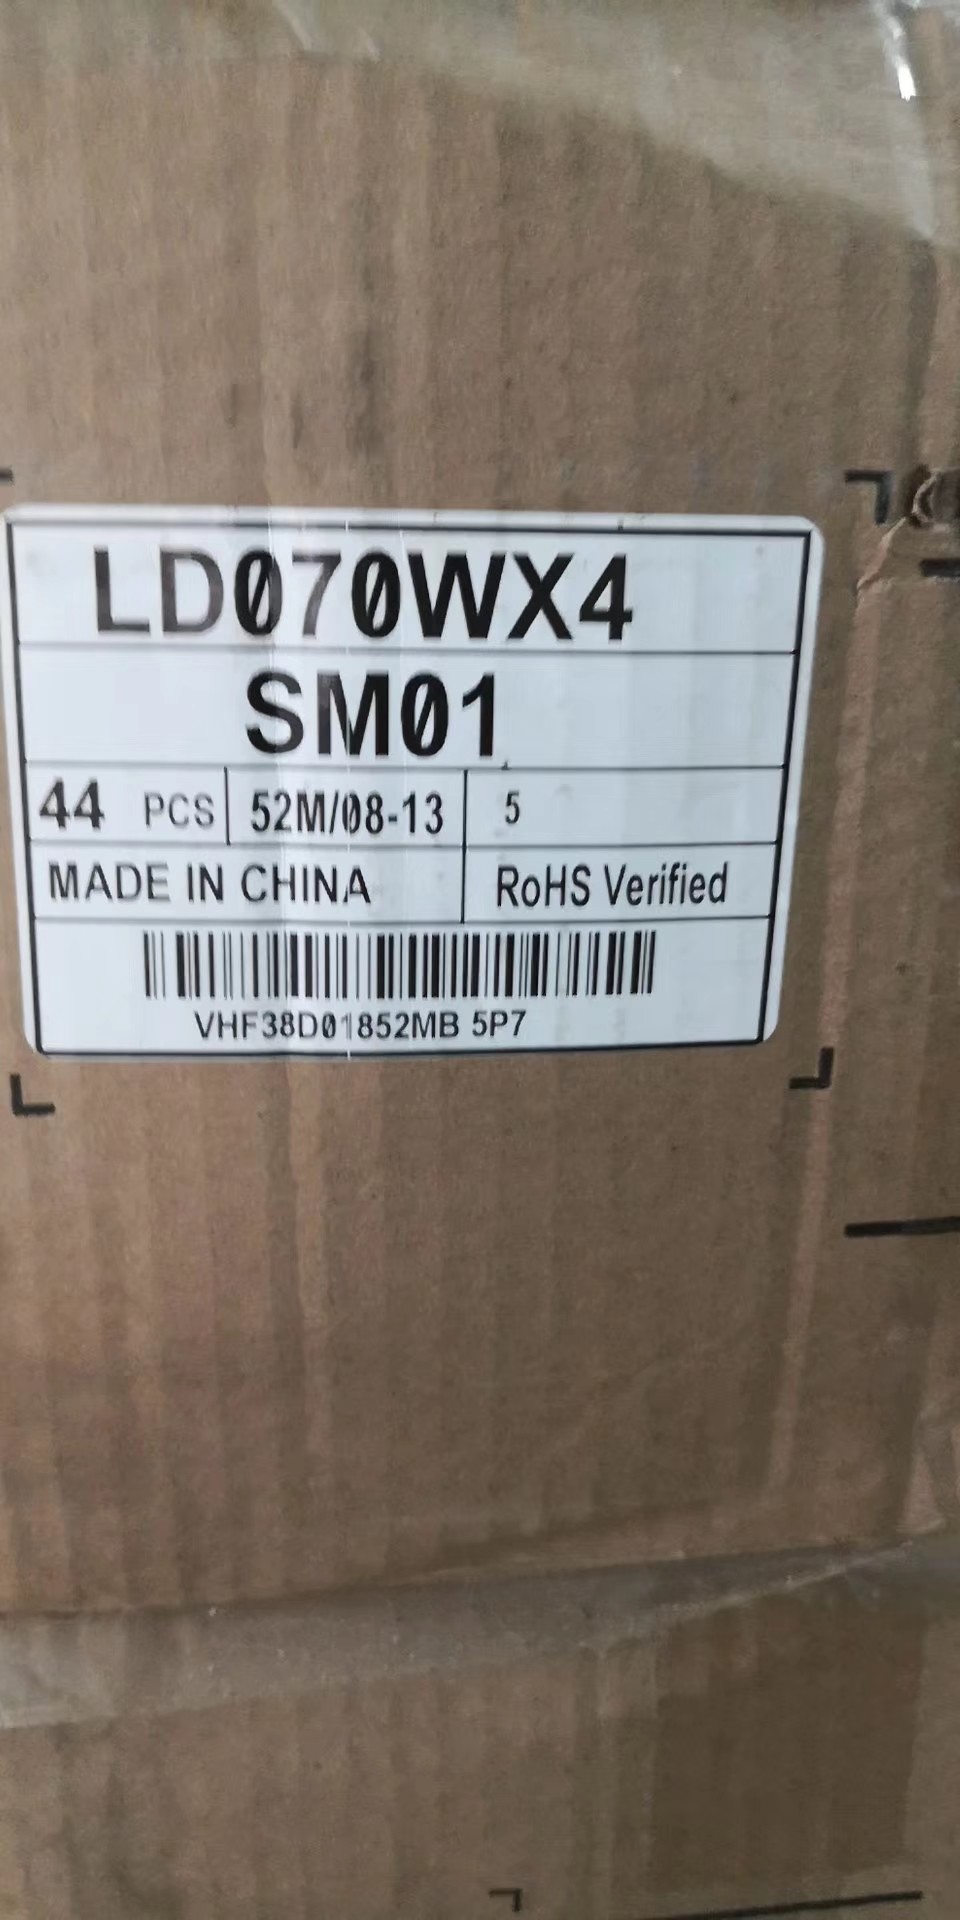 LD070WX4
SM01
44 PCS 52M/08-13 5
MADE IN CHINA RoHS Verified
VHF38D01852MB 5P7